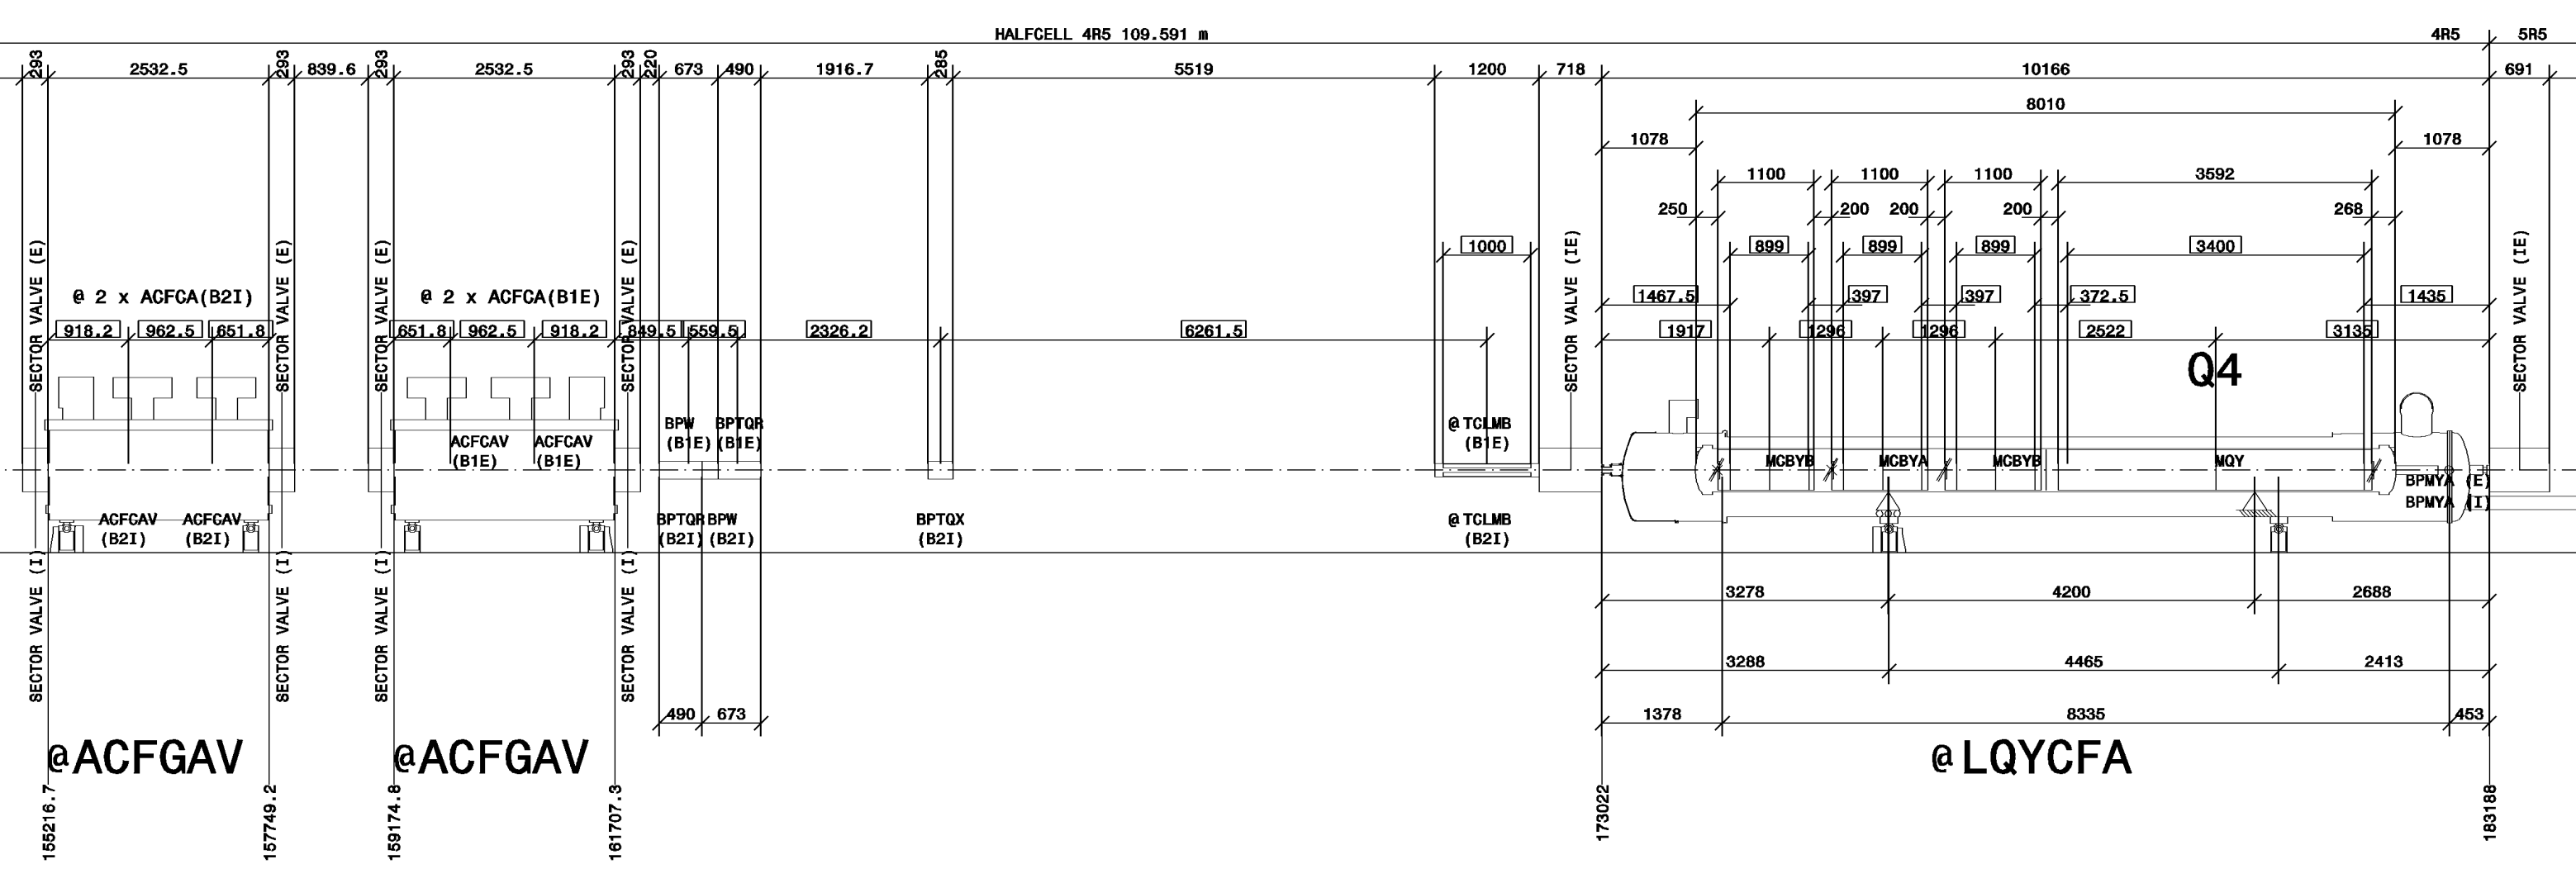 HALFCELL 4R5 109.591 m
4R5
5R5
293
2532.5
293
839.6
293
2532.5
293
220
673
490
1916.7
285
5519
1200
718
10166
691
8010
1078
1078
1100
1100
1100
3592
250
200
200
200
268
1000
899
899
899
3400
1467.5
397
397
372.5
1435
918.2
962.5
651.8
651.8
962.5
918.2
849.5
559.5
2326.2
6261.5
1917
1296
1296
2522
3135
@ 2 x ACFCA(B2I)
@ 2 x ACFCA(B1E)
SECTOR VALVE (E)
SECTOR VALVE (E)
SECTOR VALVE (E)
SECTOR VALVE (E)
SECTOR VALVE (IE)
SECTOR VALVE (IE)
Q4
ACFCAV
(B1E)
ACFCAV
(B1E)
BPW
(B1E)
BPTQR
(B1E)
@ TCLMB
(B1E)
MCBYB
MCBYA
MCBYB
MQY
BPMYA (E)
BPMYA (I)
ACFCAV
(B2I)
ACFCAV
(B2I)
BPTQR
(B2I)
BPW
(B2I)
BPTQX
(B2I)
@ TCLMB
(B2I)
SECTOR VALVE (I)
SECTOR VALVE (I)
SECTOR VALVE (I)
SECTOR VALVE (I)
3278
4200
2688
3288
4465
2413
490
673
1378
8335
453
@ACFGAV
@ACFGAV
@LQYCFA
155216.7
157749.2
159174.8
161707.3
173022
183188